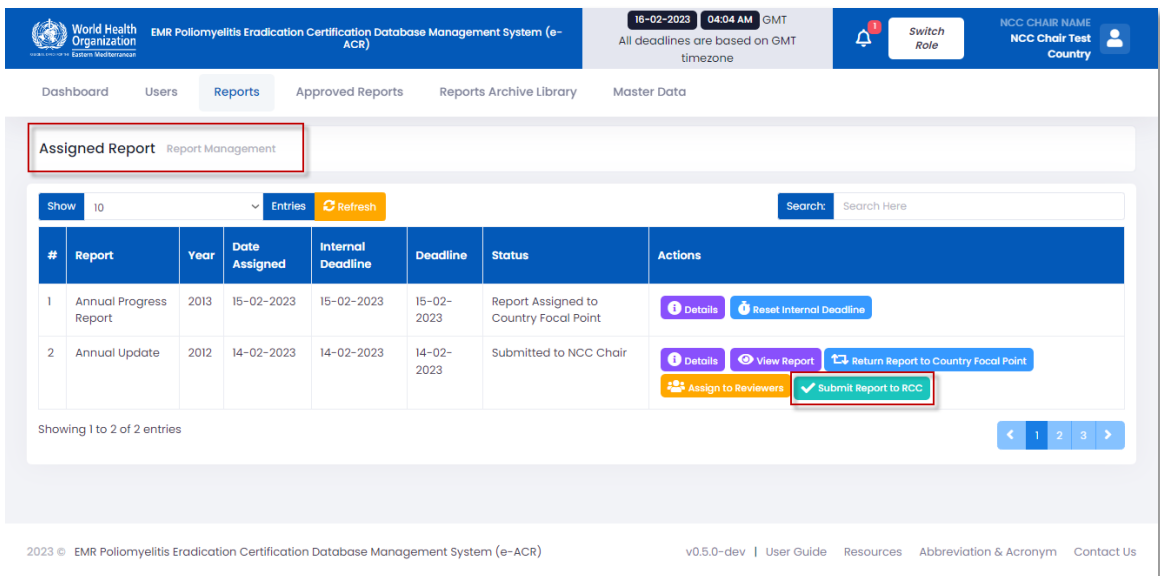 World Health
Organization
Eastern Mediterranean
EMR Poliomyelitis Eradication Certification Database Management System (e-
ACR)
16-02-2023 04:04 AM GMT
All deadlines are based on GMT
timezone
1
Switch
Role
NCC CHAIR NAME
NCC Chair Test
Country
Dashboard Users Reports Approved Reports Reports Archive Library Master Data
Assigned Report Report Management
Show 10 Entries Refresh Search: Search Here
# Report Year Date Assigned Internal Deadline Deadline Status Actions
1 Annual Progress 2013 15-02-2023 15-02-2023 15-02- Report Assigned to Details Reset Internal Deadline
Report 2023 Country Focal Point
2 Annual Update 2012 14-02-2023 14-02-2023 14-02- Submitted to NCC Chair Details View Report Return Report to Country Focal Point
2023 Assign to Reviewers Submit Report to RCC
Showing 1 to 2 of 2 entries
< 1 2 3 >
2023 © EMR Poliomyelitis Eradication Certification Database Management System (e-ACR) v0.5.0-dev | User Guide Resources Abbreviation & Acronym Contact Us